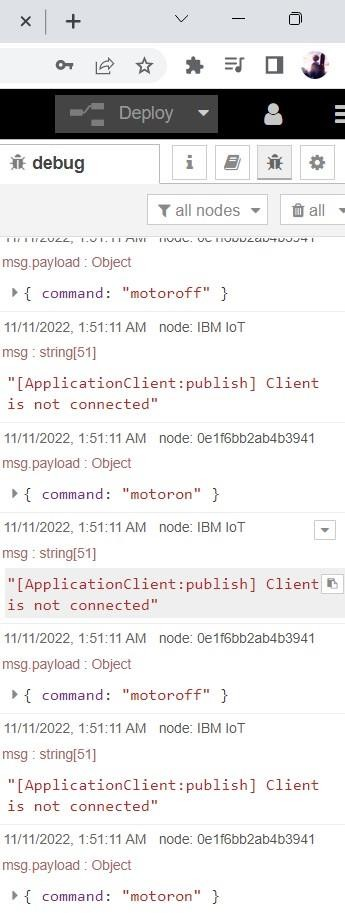 Deploy
debug
i
all nodes
all
11/11/2022, 1:51:11 AM node: 0e1f6bb2ab4b3941
msg.payload : Object
{ command: "motoroff" }
11/11/2022, 1:51:11 AM node: IBM IoT
msg : string[51]
"[ApplicationClient:publish] Client
is not connected"
11/11/2022, 1:51:11 AM node: 0e1f6bb2ab4b3941
msg.payload : Object
{ command: "motoron" }
11/11/2022, 1:51:11 AM node: IBM IoT
msg : string[51]
"[ApplicationClient:publish] Client
is not connected"
11/11/2022, 1:51:11 AM node: 0e1f6bb2ab4b3941
msg.payload : Object
{ command: "motoroff" }
11/11/2022, 1:51:11 AM node: IBM IoT
msg : string[51]
"[ApplicationClient:publish] Client
is not connected"
11/11/2022, 1:51:11 AM node: 0e1f6bb2ab4b3941
msg.payload : Object
{ command: "motoron" }